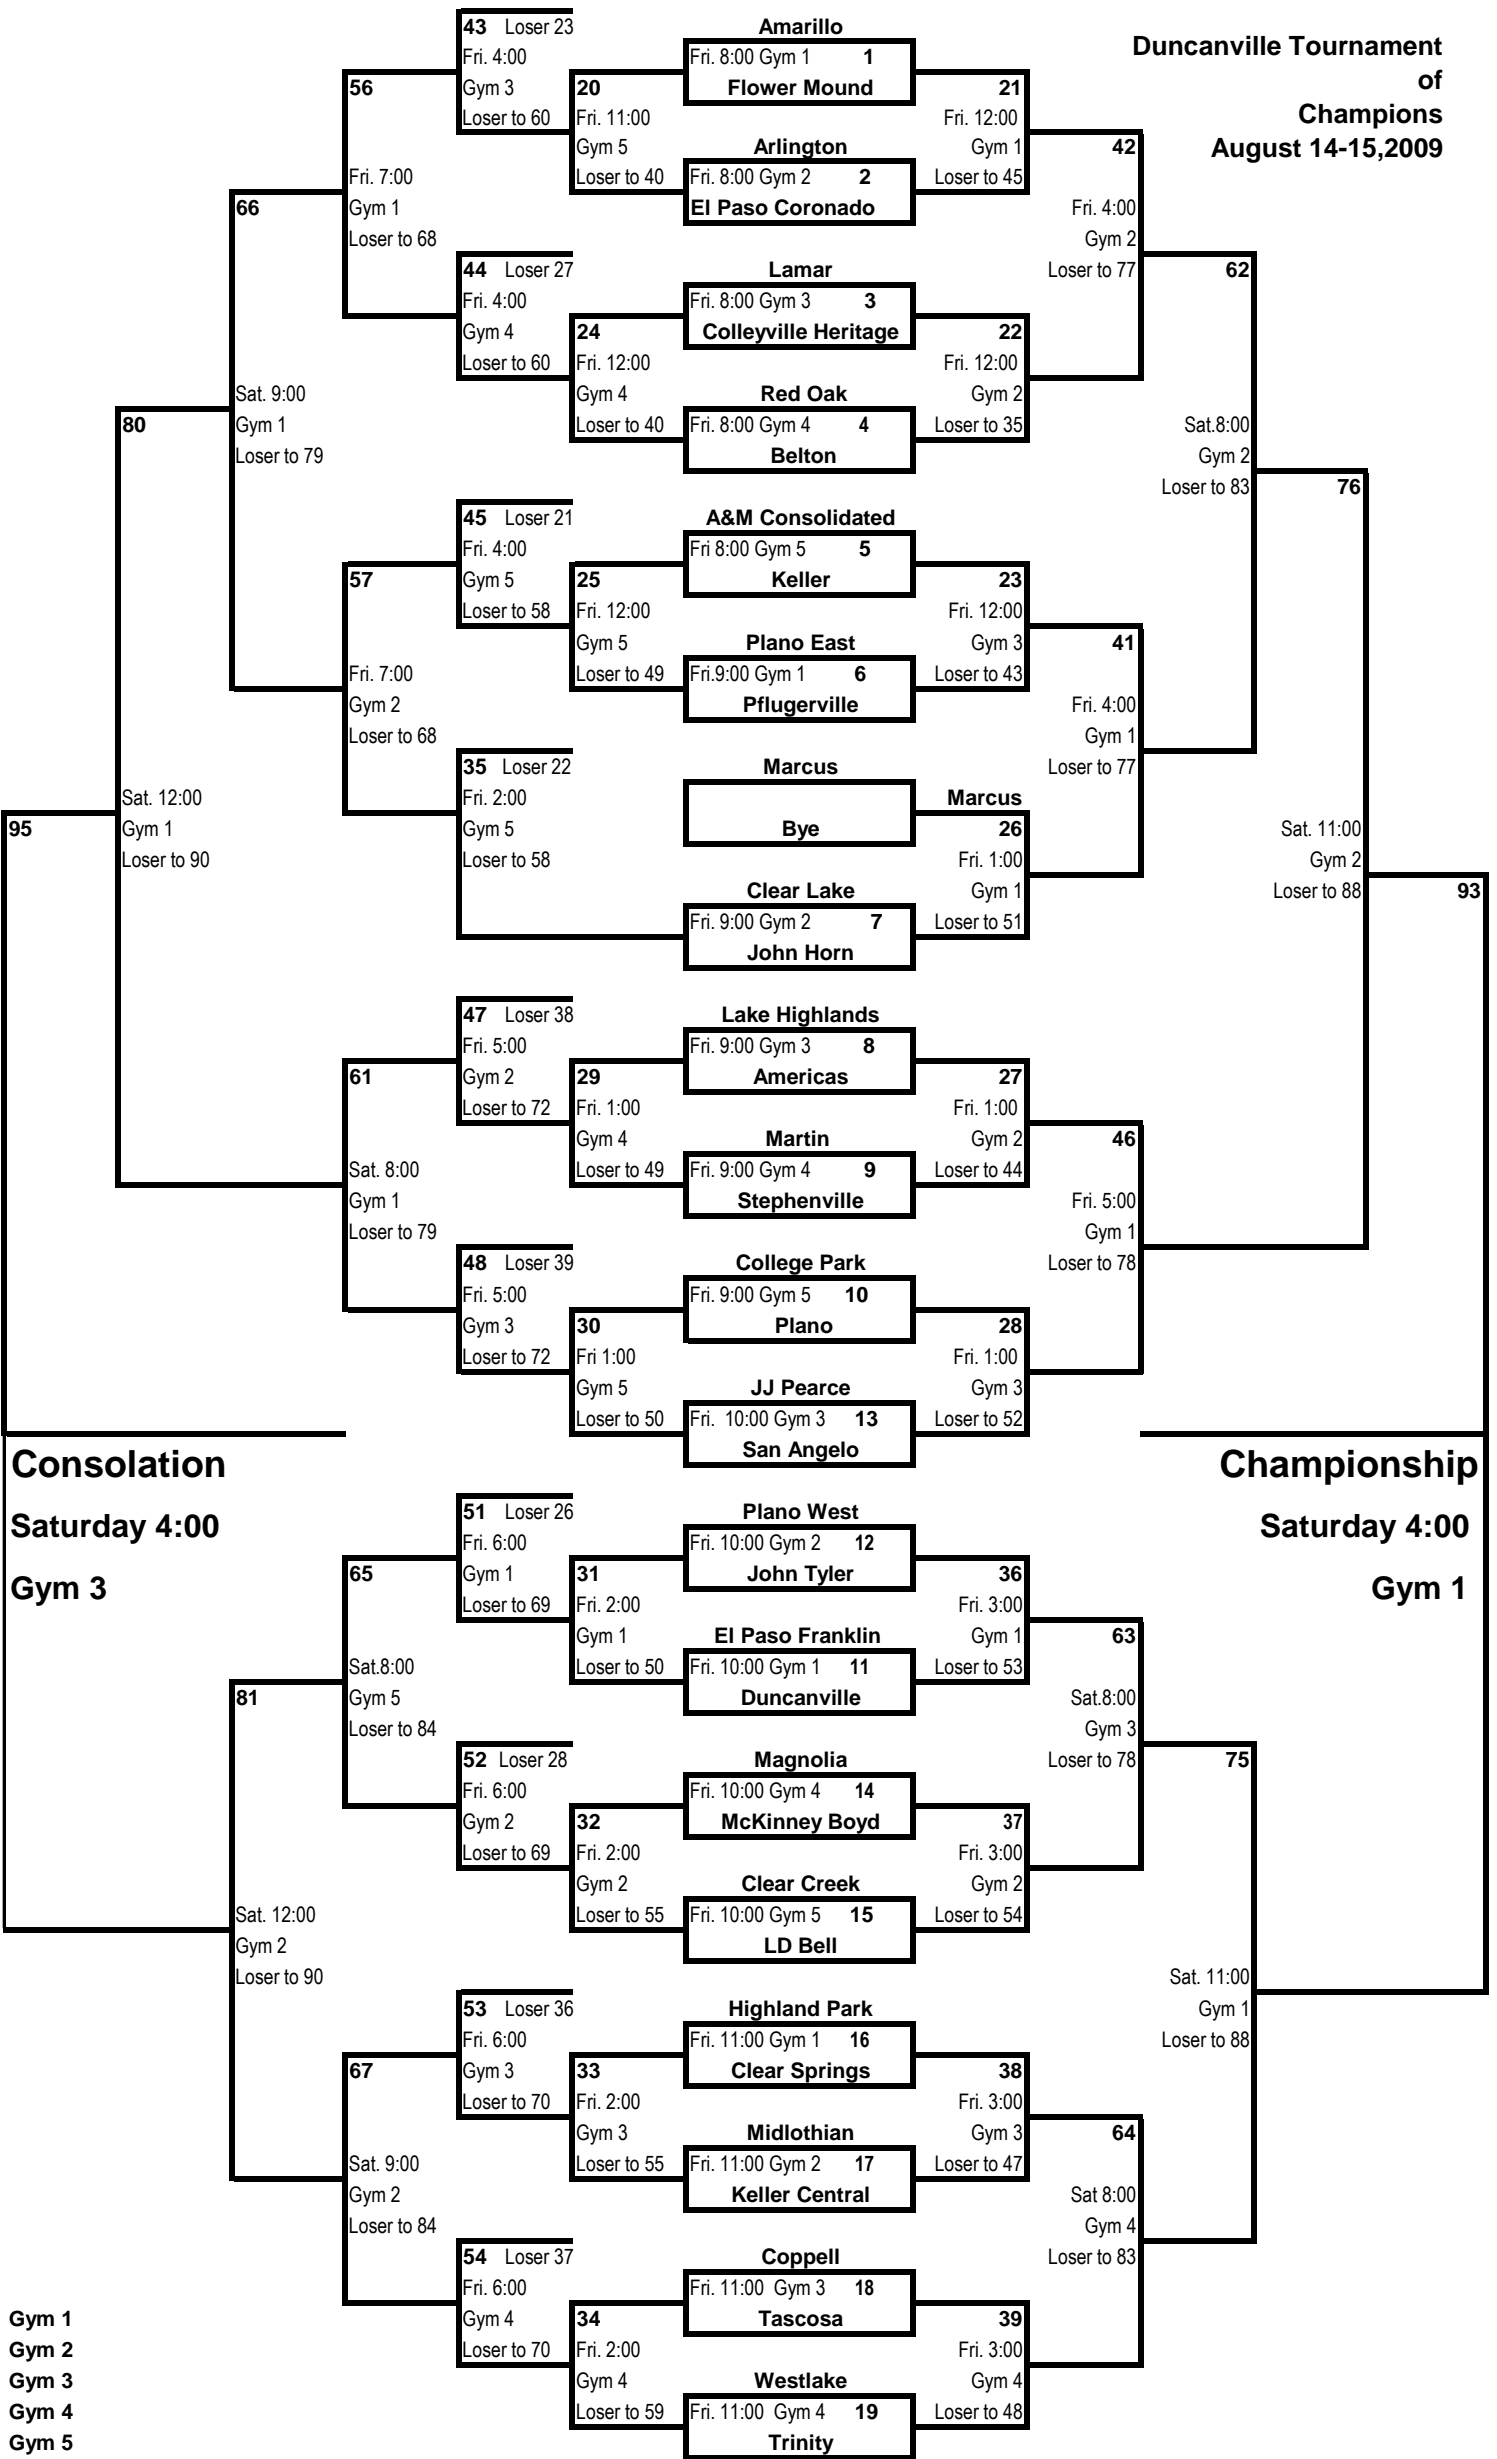 Duncanville Tournament
of
Champions
August 14-15,2009
43 Loser 23
Fri. 4:00
Gym 3
Loser to 60
56
Fri. 7:00
Gym 1
Loser to 68
20
Fri. 11:00
Gym 5
Loser to 40
Amarillo
Fri. 8:00 Gym 1 1
Flower Mound
Arlington
Fri. 8:00 Gym 2 2
El Paso Coronado
21
Fri. 12:00
Gym 1
Loser to 45
42
Fri. 4:00
Gym 2
Loser to 77
66
Sat. 9:00
Gym 1
Loser to 79
44 Loser 27
Fri. 4:00
Gym 4
Loser to 60
24
Fri. 12:00
Gym 4
Loser to 40
Lamar
Fri. 8:00 Gym 3 3
Colleyville Heritage
Red Oak
Fri. 8:00 Gym 4 4
Belton
22
Fri. 12:00
Gym 2
Loser to 35
62
Sat.8:00
Gym 2
Loser to 83
80
Sat. 12:00
Gym 1
Loser to 90
45 Loser 21
Fri. 4:00
Gym 5
Loser to 58
57
Fri. 7:00
Gym 2
Loser to 68
25
Fri. 12:00
Gym 5
Loser to 49
A&M Consolidated
Fri 8:00 Gym 5 5
Keller
Plano East
Fri.9:00 Gym 1 6
Pflugerville
23
Fri. 12:00
Gym 3
Loser to 43
41
Fri. 4:00
Gym 1
Loser to 77
76
Sat. 11:00
Gym 2
Loser to 88
35 Loser 22
Fri. 2:00
Gym 5
Loser to 58
Marcus
Bye
Clear Lake
Fri. 9:00 Gym 2 7
John Horn
Marcus
26
Fri. 1:00
Gym 1
Loser to 51
95
93
47 Loser 38
Fri. 5:00
Gym 2
Loser to 72
61
Sat. 8:00
Gym 1
Loser to 79
29
Fri. 1:00
Gym 4
Loser to 49
Lake Highlands
Fri. 9:00 Gym 3 8
Americas
Martin
Fri. 9:00 Gym 4 9
Stephenville
27
Fri. 1:00
Gym 2
Loser to 44
46
Fri. 5:00
Gym 1
Loser to 78
48 Loser 39
Fri. 5:00
Gym 3
Loser to 72
30
Fri 1:00
Gym 5
Loser to 50
College Park
Fri. 9:00 Gym 5 10
Plano
JJ Pearce
Fri. 10:00 Gym 3 13
San Angelo
28
Fri. 1:00
Gym 3
Loser to 52
Consolation
Saturday 4:00
Gym 3
Championship
Saturday 4:00
Gym 1
51 Loser 26
Fri. 6:00
Gym 1
Loser to 69
65
Sat.8:00
Gym 5
Loser to 84
31
Fri. 2:00
Gym 1
Loser to 50
Plano West
Fri. 10:00 Gym 2 12
John Tyler
El Paso Franklin
Fri. 10:00 Gym 1 11
Duncanville
36
Fri. 3:00
Gym 1
Loser to 53
63
Sat.8:00
Gym 3
Loser to 78
81
Sat. 12:00
Gym 2
Loser to 90
52 Loser 28
Fri. 6:00
Gym 2
Loser to 69
32
Fri. 2:00
Gym 2
Loser to 55
Magnolia
Fri. 10:00 Gym 4 14
McKinney Boyd
Clear Creek
Fri. 10:00 Gym 5 15
LD Bell
37
Fri. 3:00
Gym 2
Loser to 54
75
Sat. 11:00
Gym 1
Loser to 88
53 Loser 36
Fri. 6:00
Gym 3
Loser to 70
67
Sat. 9:00
Gym 2
Loser to 84
33
Fri. 2:00
Gym 3
Loser to 55
Highland Park
Fri. 11:00 Gym 1 16
Clear Springs
Midlothian
Fri. 11:00 Gym 2 17
Keller Central
38
Fri. 3:00
Gym 3
Loser to 47
64
Sat 8:00
Gym 4
Loser to 83
54 Loser 37
Fri. 6:00
Gym 4
Loser to 70
34
Fri. 2:00
Gym 4
Loser to 59
Coppell
Fri. 11:00 Gym 3 18
Tascosa
Westlake
Fri. 11:00 Gym 4 19
Trinity
39
Fri. 3:00
Gym 4
Loser to 48
Gym 1
Gym 2
Gym 3
Gym 4
Gym 5